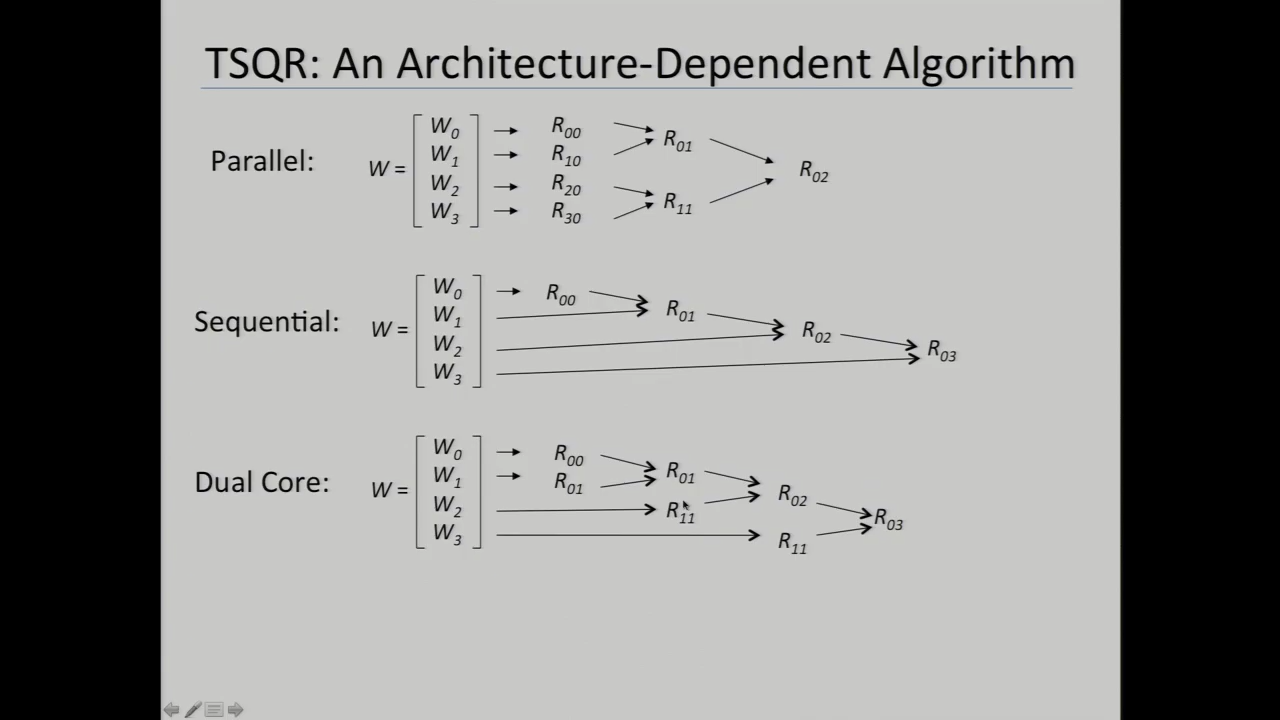 TSQR: An Architecture-Dependent Algorithm
Parallel: W = W0 W1 W2 W3 R00 R10 R20 R30 R01 R11 R02
Sequential: W = W0 W1 W2 W3 R00 R01 R02 R03
Dual Core: W = W0 W1 W2 W3 R00 R01 R01 R11 R02 R11 R03